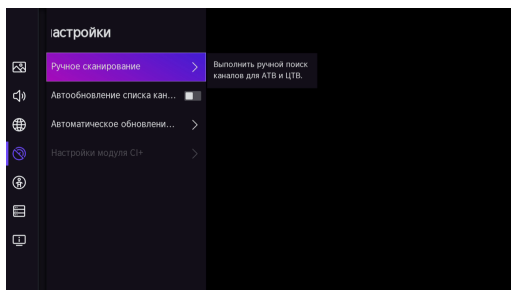 астройки
Ручное сканирование
Выполнить ручной поиск
каналов для АТВ и ЦТВ.
Автообновление списка кан...
Автоматическое обновлени...
Настройки модуля CI+